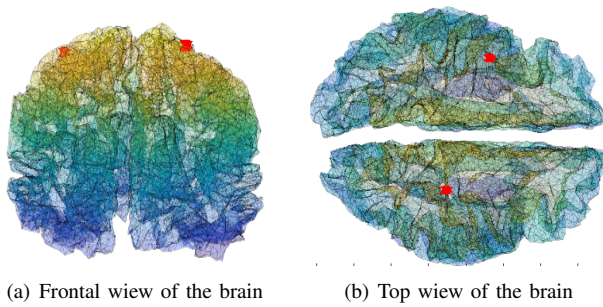 (a) Frontal wiew of the brain
(b) Top wiew of the brain